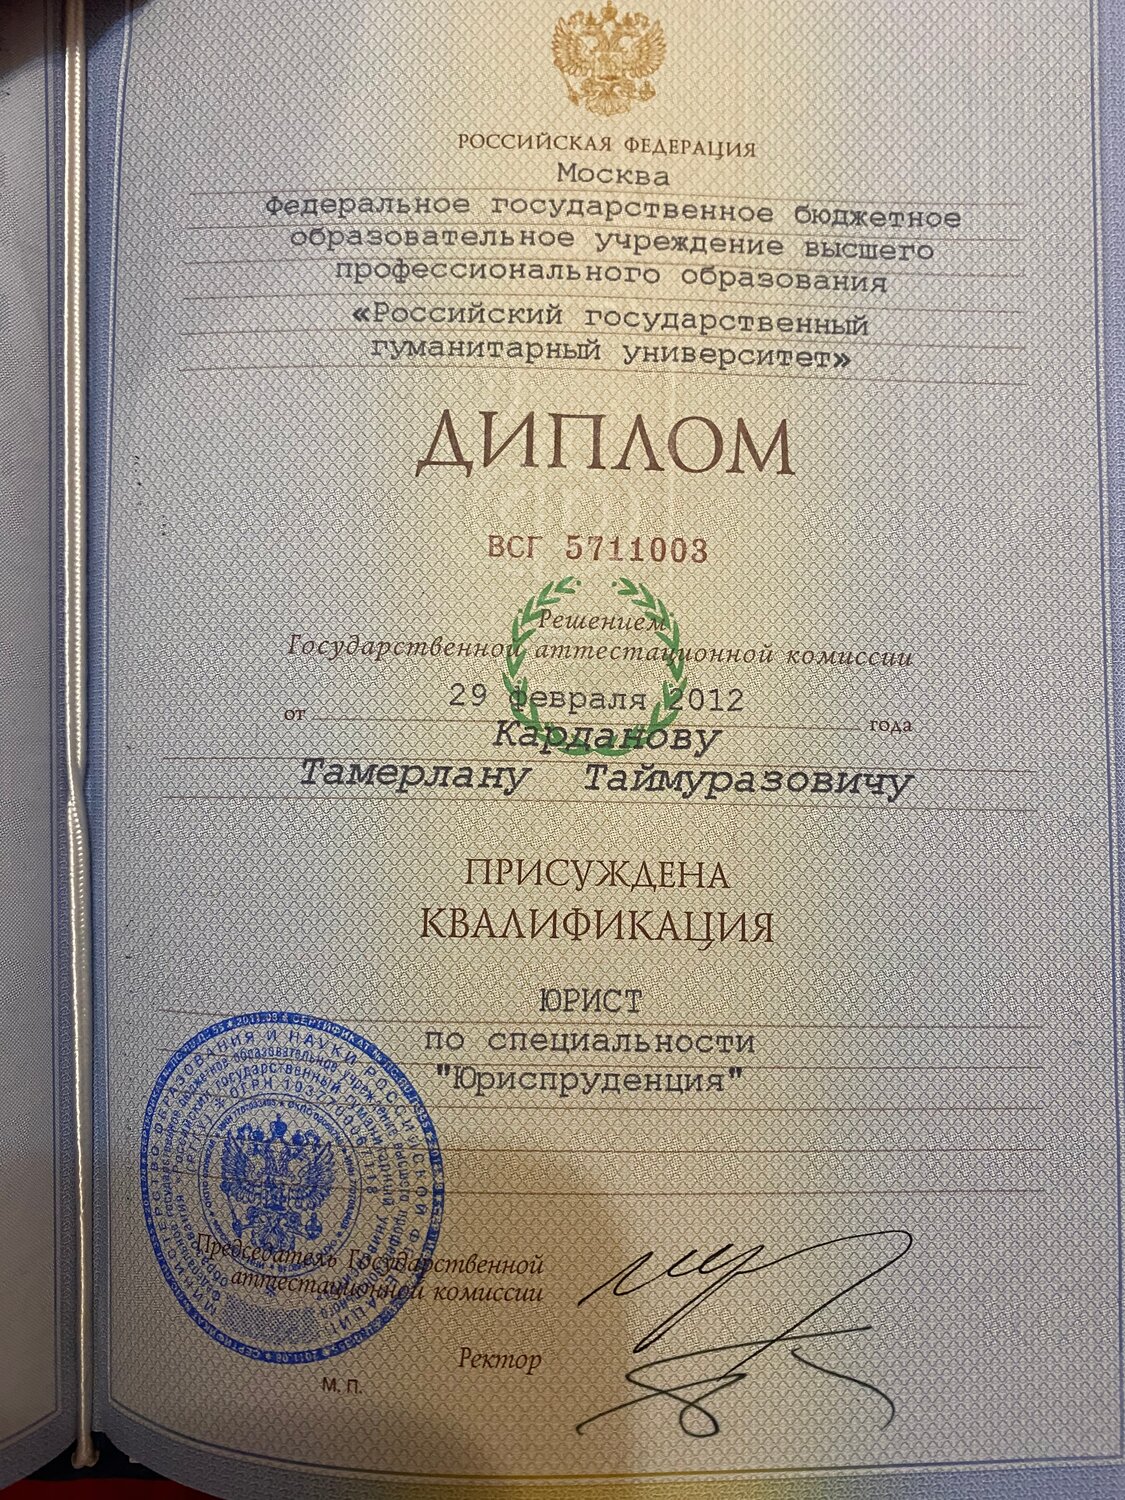 РОССИЙСКАЯ ФЕДЕРАЦИЯ
Москва
Федеральное государственное бюджетное
образовательное учреждение высшего
профессионального образования
«Российский государственный
гуманитарный университет»
ДИПЛОМ
ВСГ 5711003
Решением
Государственной аттестационной комиссии
от 29 февраля 2012 года
Карданову
Тамерлану Таймуразовичу
ПРИСУЖДЕНА
КВАЛИФИКАЦИЯ
ЮРИСТ
по специальности
"Юриспруденция"
Председатель Государственной
аттестационной комиссии
Ректор
М. П.